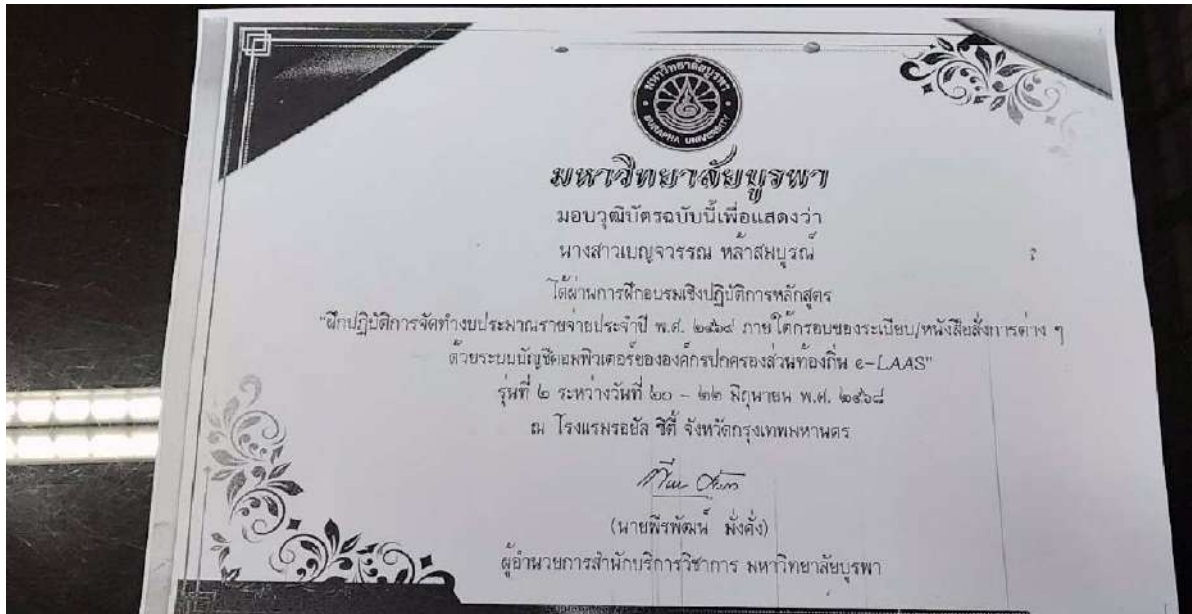 มหาวิทยาลัยบูรพา
BURAPHA UNIVERSITY
มหาวิทยาลัยบูรพา
มอบวุฒิบัตรฉบับนี้เพื่อแสดงว่า
นางสาวเบญจวรรณ หล้าสมบูรณ์
ได้ผ่านการฝึกอบรมเชิงปฏิบัติการหลักสูตร
"ฝึกปฏิบัติการจัดทำงบประมาณรายจ่ายประจำปี พ.ศ. ภายใต้กรอบของระเบียบ/หนังสือสั่งการต่าง ๆ
ด้วยระบบบัญชีคอมพิวเตอร์ขององค์กรปกครองส่วนท้องถิ่น e-LAAS"
รุ่นที่ ๒ ระหว่างวันที่ ๒๐ - ๒๒ มิถุนายน พ.ศ. ๒๕๖๘
ณ โรงแรมรอยัล ซิตี้ จังหวัดกรุงเทพมหานคร
(นายพีรพัฒน์ มั่งคั่ง)
ผู้อำนวยการสำนักบริการวิชาการ มหาวิทยาลัยบูรพา